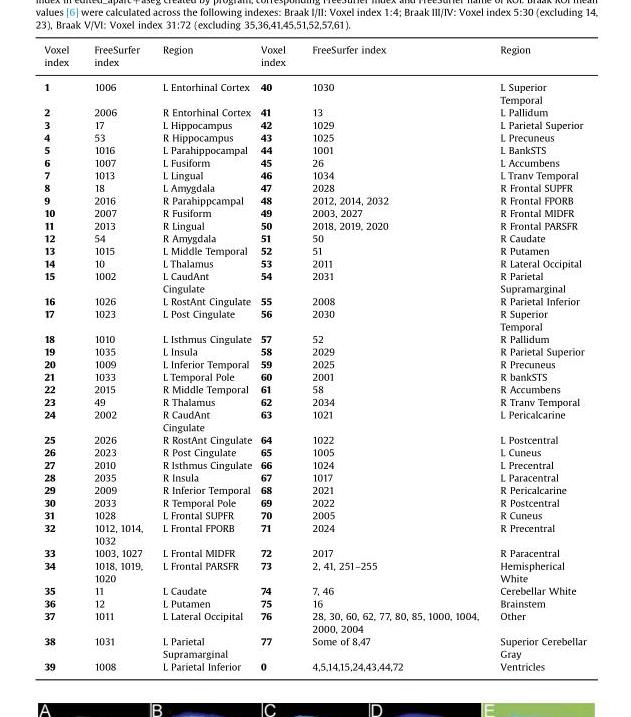 index in edited_aparc+aseg created by program, corresponding FreeSurfer index and FreeSurfer name of ROI. Braak ROI mean
values [6] were calculated across the following indexes: Braak I/II: Voxel index 1:4; Braak III/IV: Voxel index 5:30 (excluding 14,
23), Braak V/VI: Voxel index 31:72 (excluding 35,36,41,45,51,52,57,61).
Voxel FreeSurfer Region Voxel FreeSurfer index Region
index index index
1 1006 L Entorhinal Cortex 40 1030 L Superior
Temporal
2 2006 R Entorhinal Cortex 41 13 L Pallidum
3 17 L Hippocampus 42 1029 L Parietal Superior
4 53 R Hippocampus 43 1025 L Precuneus
5 1016 L Parahippocampal 44 1001 L BankSTS
6 1007 L Fusiform 45 26 L Accumbens
7 1013 L Lingual 46 1034 L Tranv Temporal
8 18 L Amygdala 47 2028 R Frontal SUPFR
9 2016 R Parahippcampal 48 2012, 2014, 2032 R Frontal FPORB
10 2007 R Fusiform 49 2003, 2027 R Frontal MIDFR
11 2013 R Lingual 50 2018, 2019, 2020 R Frontal PARSFR
12 54 R Amygdala 51 50 R Caudate
13 1015 L Middle Temporal 52 51 R Putamen
14 10 L Thalamus 53 2011 R Lateral Occipital
15 1002 L CaudAnt 54 2031 R Parietal
Cingulate Supramarginal
16 1026 L RostAnt Cingulate 55 2008 R Parietal Inferior
17 1023 L Post Cingulate 56 2030 R Superior
Temporal
18 1010 L Isthmus Cingulate 57 52 R Pallidum
19 1035 L Insula 58 2029 R Parietal Superior
20 1009 L Inferior Temporal 59 2025 R Precuneus
21 1033 L Temporal Pole 60 2001 R bankSTS
22 2015 R Middle Temporal 61 58 R Accumbens
23 49 R Thalamus 62 2034 R Tranv Temporal
24 2002 R CaudAnt 63 1021 L Pericalcarine
Cingulate
25 2026 R RostAnt Cingulate 64 1022 L Postcentral
26 2023 R Post Cingulate 65 1005 L Cuneus
27 2010 R Isthmus Cingulate 66 1024 L Precentral
28 2035 R Insula 67 1017 L Paracentral
29 2009 R Inferior Temporal 68 2021 R Pericalcarine
30 2033 R Temporal Pole 69 2022 R Postcentral
31 1028 L Frontal SUPFR 70 2005 R Cuneus
32 1012, 1014, L Frontal FPORB 71 2024 R Precentral
1032
33 1003, 1027 L Frontal MIDFR 72 2017 R Paracentral
34 1018, 1019, L Frontal PARSFR 73 2, 41, 251–255 Hemispherical
1020 White
35 11 L Caudate 74 7, 46 Cerebellar White
36 12 L Putamen 75 16 Brainstem
37 1011 L Lateral Occipital 76 28, 30, 60, 62, 77, 80, 85, 1000, 1004, Other
2000, 2004
38 1031 L Parietal 77 Some of 8,47 Superior Cerebellar
Supramarginal Gray
39 1008 L Parietal Inferior 0 4,5,14,15,24,43,44,72 Ventricles
A B C D E